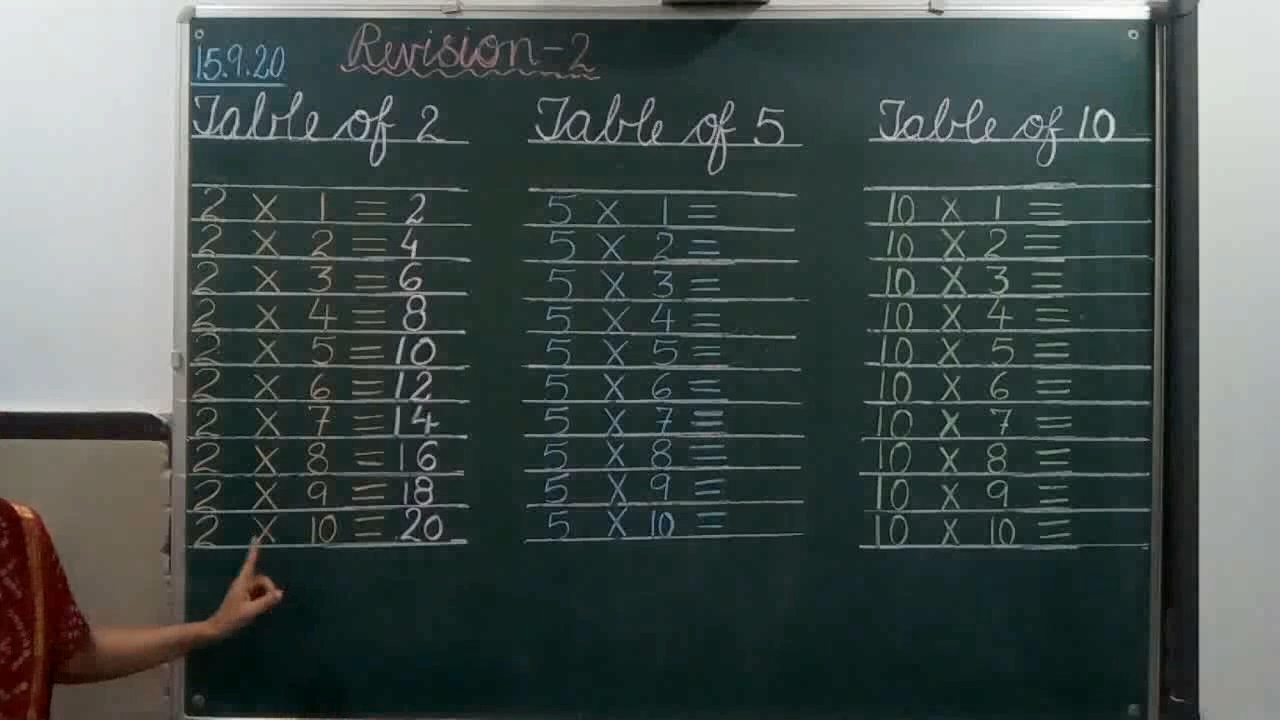 15.9.20 Revision-2
Table of 2 Table of 5 Table of 10
2 X 1 = 2 5 X 1 = 10 X 1 =
2 X 2 = 4 5 X 2 = 10 X 2 =
2 X 3 = 6 5 X 3 = 10 X 3 =
2 X 4 = 8 5 X 4 = 10 X 4 =
2 X 5 = 10 5 X 5 = 10 X 5 =
2 X 6 = 12 5 X 6 = 10 X 6 =
2 X 7 = 14 5 X 7 = 10 X 7 =
2 X 8 = 16 5 X 8 = 10 X 8 =
2 X 9 = 18 5 X 9 = 10 X 9 =
2 X 10 = 20 5 X 10 = 10 X 10 =